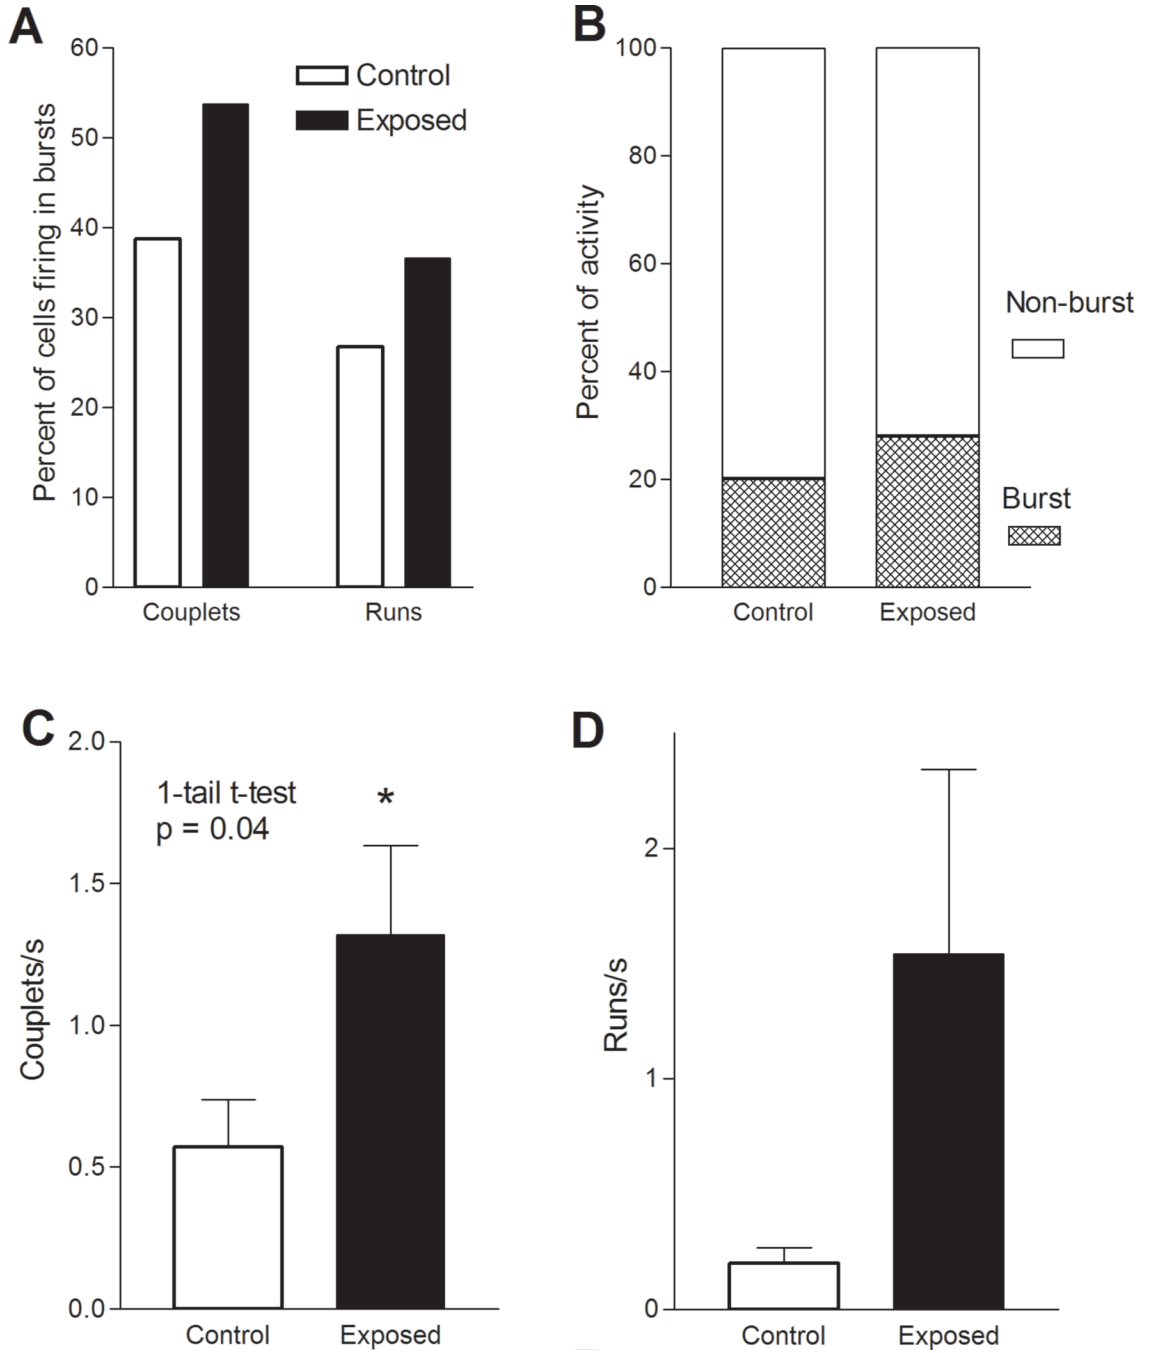 A
60
50
40
30
20
10
0
Percent of cells firing in bursts
Control
Exposed
Couplets
Runs
B
100
80
60
40
20
0
Percent of activity
Non-burst
Burst
Control
Exposed
C
2.0
1.5
1.0
0.5
0.0
Couplets/s
1-tail t-test
p = 0.04
*
Control
Exposed
D
2
1
0
Runs/s
Control
Exposed